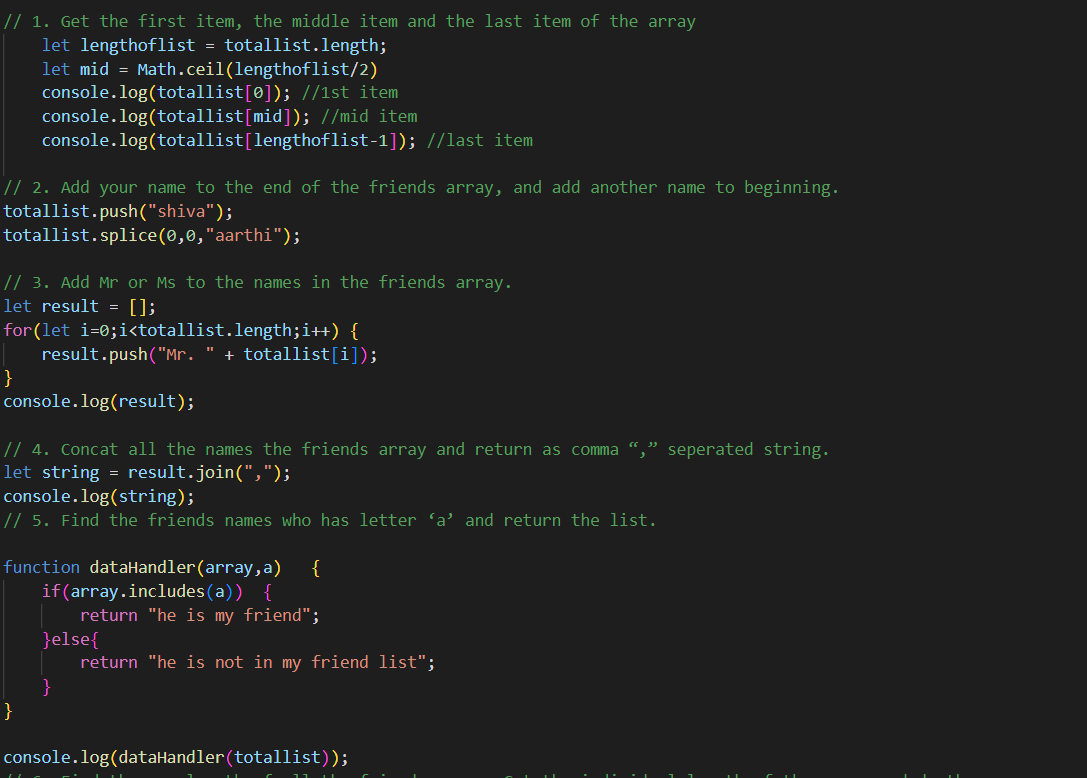 // 1. Get the first item, the middle item and the last item of the array
let lengthoflist = totallist.length;
let mid = Math.ceil(lengthoflist/2)
console.log(totallist[0]); //1st item
console.log(totallist[mid]); //mid item
console.log(totallist[lengthoflist-1]); //last item
// 2. Add your name to the end of the friends array, and add another name to beginning.
totallist.push("shiva");
totallist.splice(0,0,"aarthi");
// 3. Add Mr or Ms to the names in the friends array.
let result = [];
for(let i=0;i<totallist.length;i++) {
result.push("Mr. " + totallist[i]);
}
console.log(result);
// 4. Concat all the names the friends array and return as comma “,” seperated string.
let string = result.join(",");
console.log(string);
// 5. Find the friends names who has letter ‘a’ and return the list.
function dataHandler(array,a) {
if(array.includes(a)) {
return "he is my friend";
}else{
return "he is not in my friend list";
}
}
console.log(dataHandler(totallist));